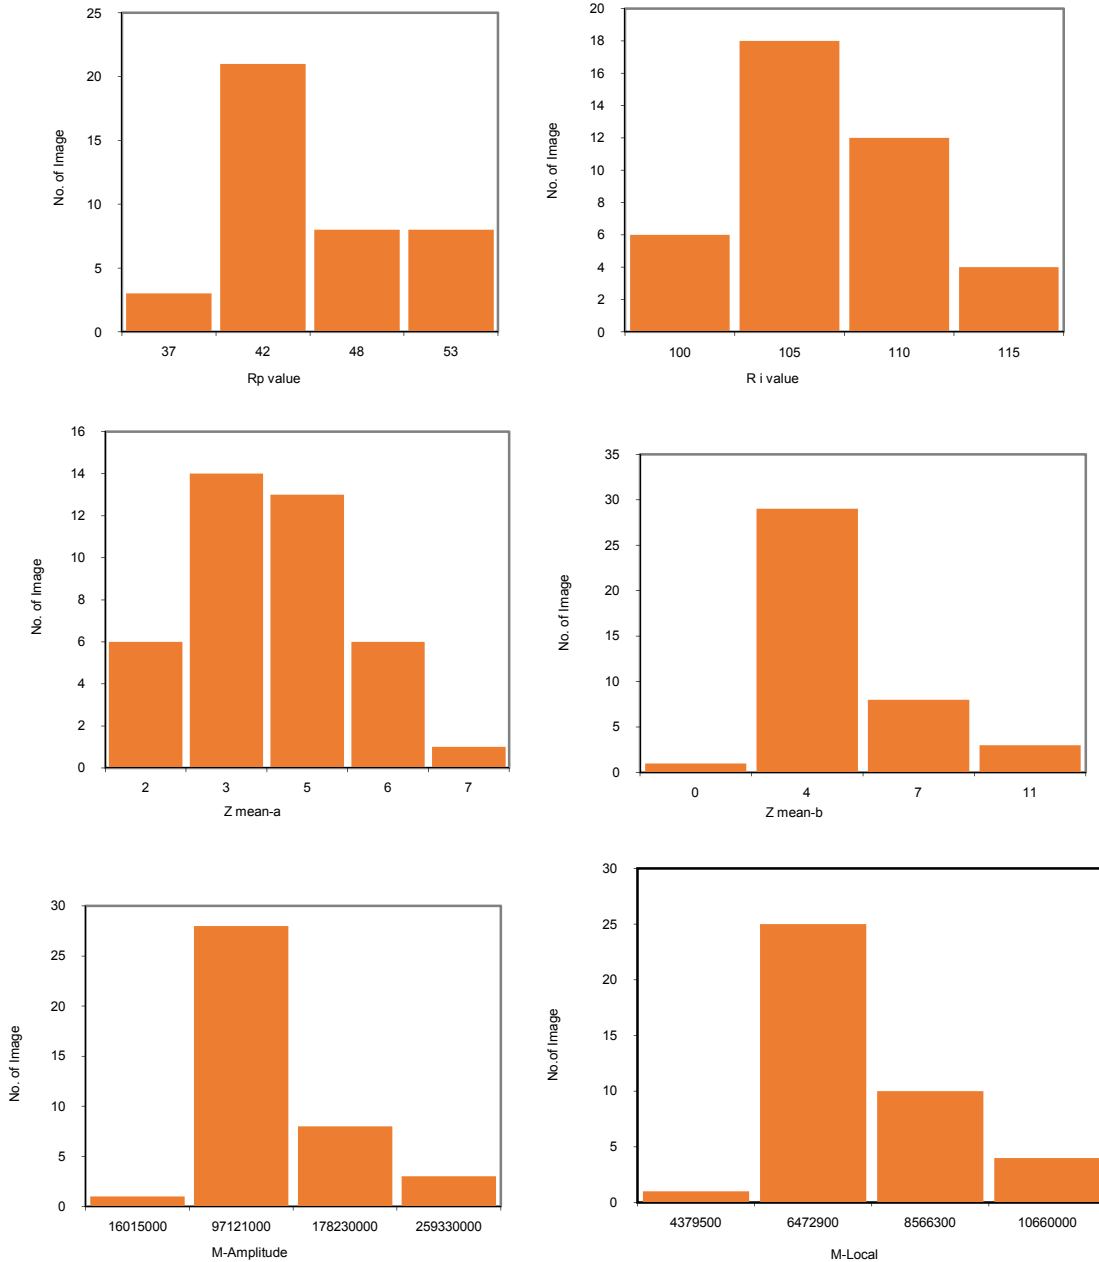 25
20
15
10
5
0
No. of Image
37 42 48 53
Rp value
20
18
16
14
12
10
8
6
4
2
0
No. of Image
100 105 110 115
R i value
16
14
12
10
8
6
4
2
0
No. of Image
2 3 5 6 7
Z mean-a
35
30
25
20
15
10
5
0
No. of Image
0 4 7 11
Z mean-b
30
25
20
15
10
5
0
No. of Image
16015000 97121000 178230000 259330000
M-Amplitude
30
25
20
15
10
5
0
No.of Image
4379500 6472900 8566300 10660000
M-Local